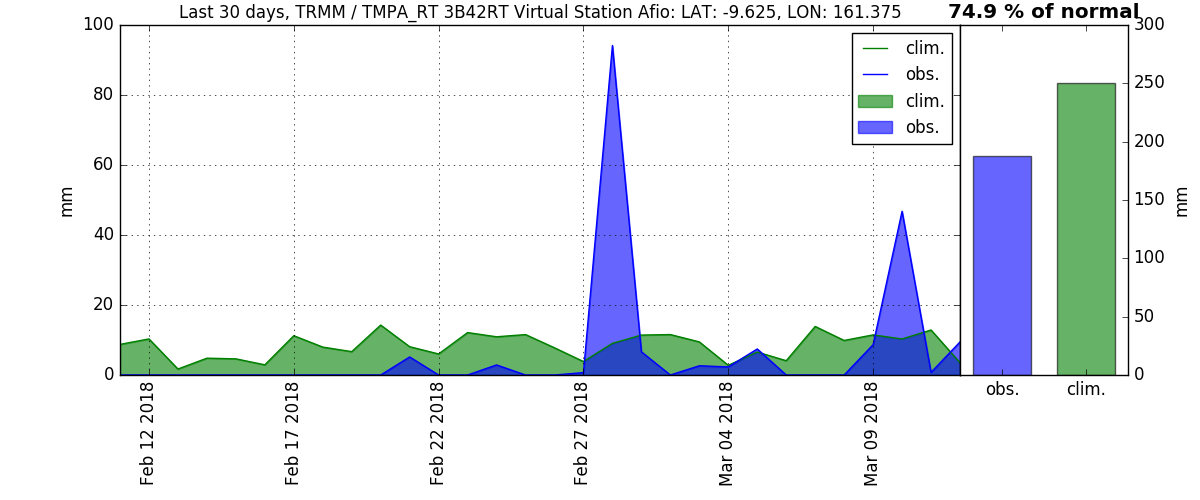 Last 30 days, TRMM / TMPA_RT 3B42RT Virtual Station Afio: LAT: -9.625, LON: 161.375
74.9 % of normal
100
80
60
40
20
0
mm
clim.
obs.
clim.
obs.
Feb 12 2018
Feb 17 2018
Feb 22 2018
Feb 27 2018
Mar 04 2018
Mar 09 2018
300
250
200
150
100
50
0
mm
obs.
clim.